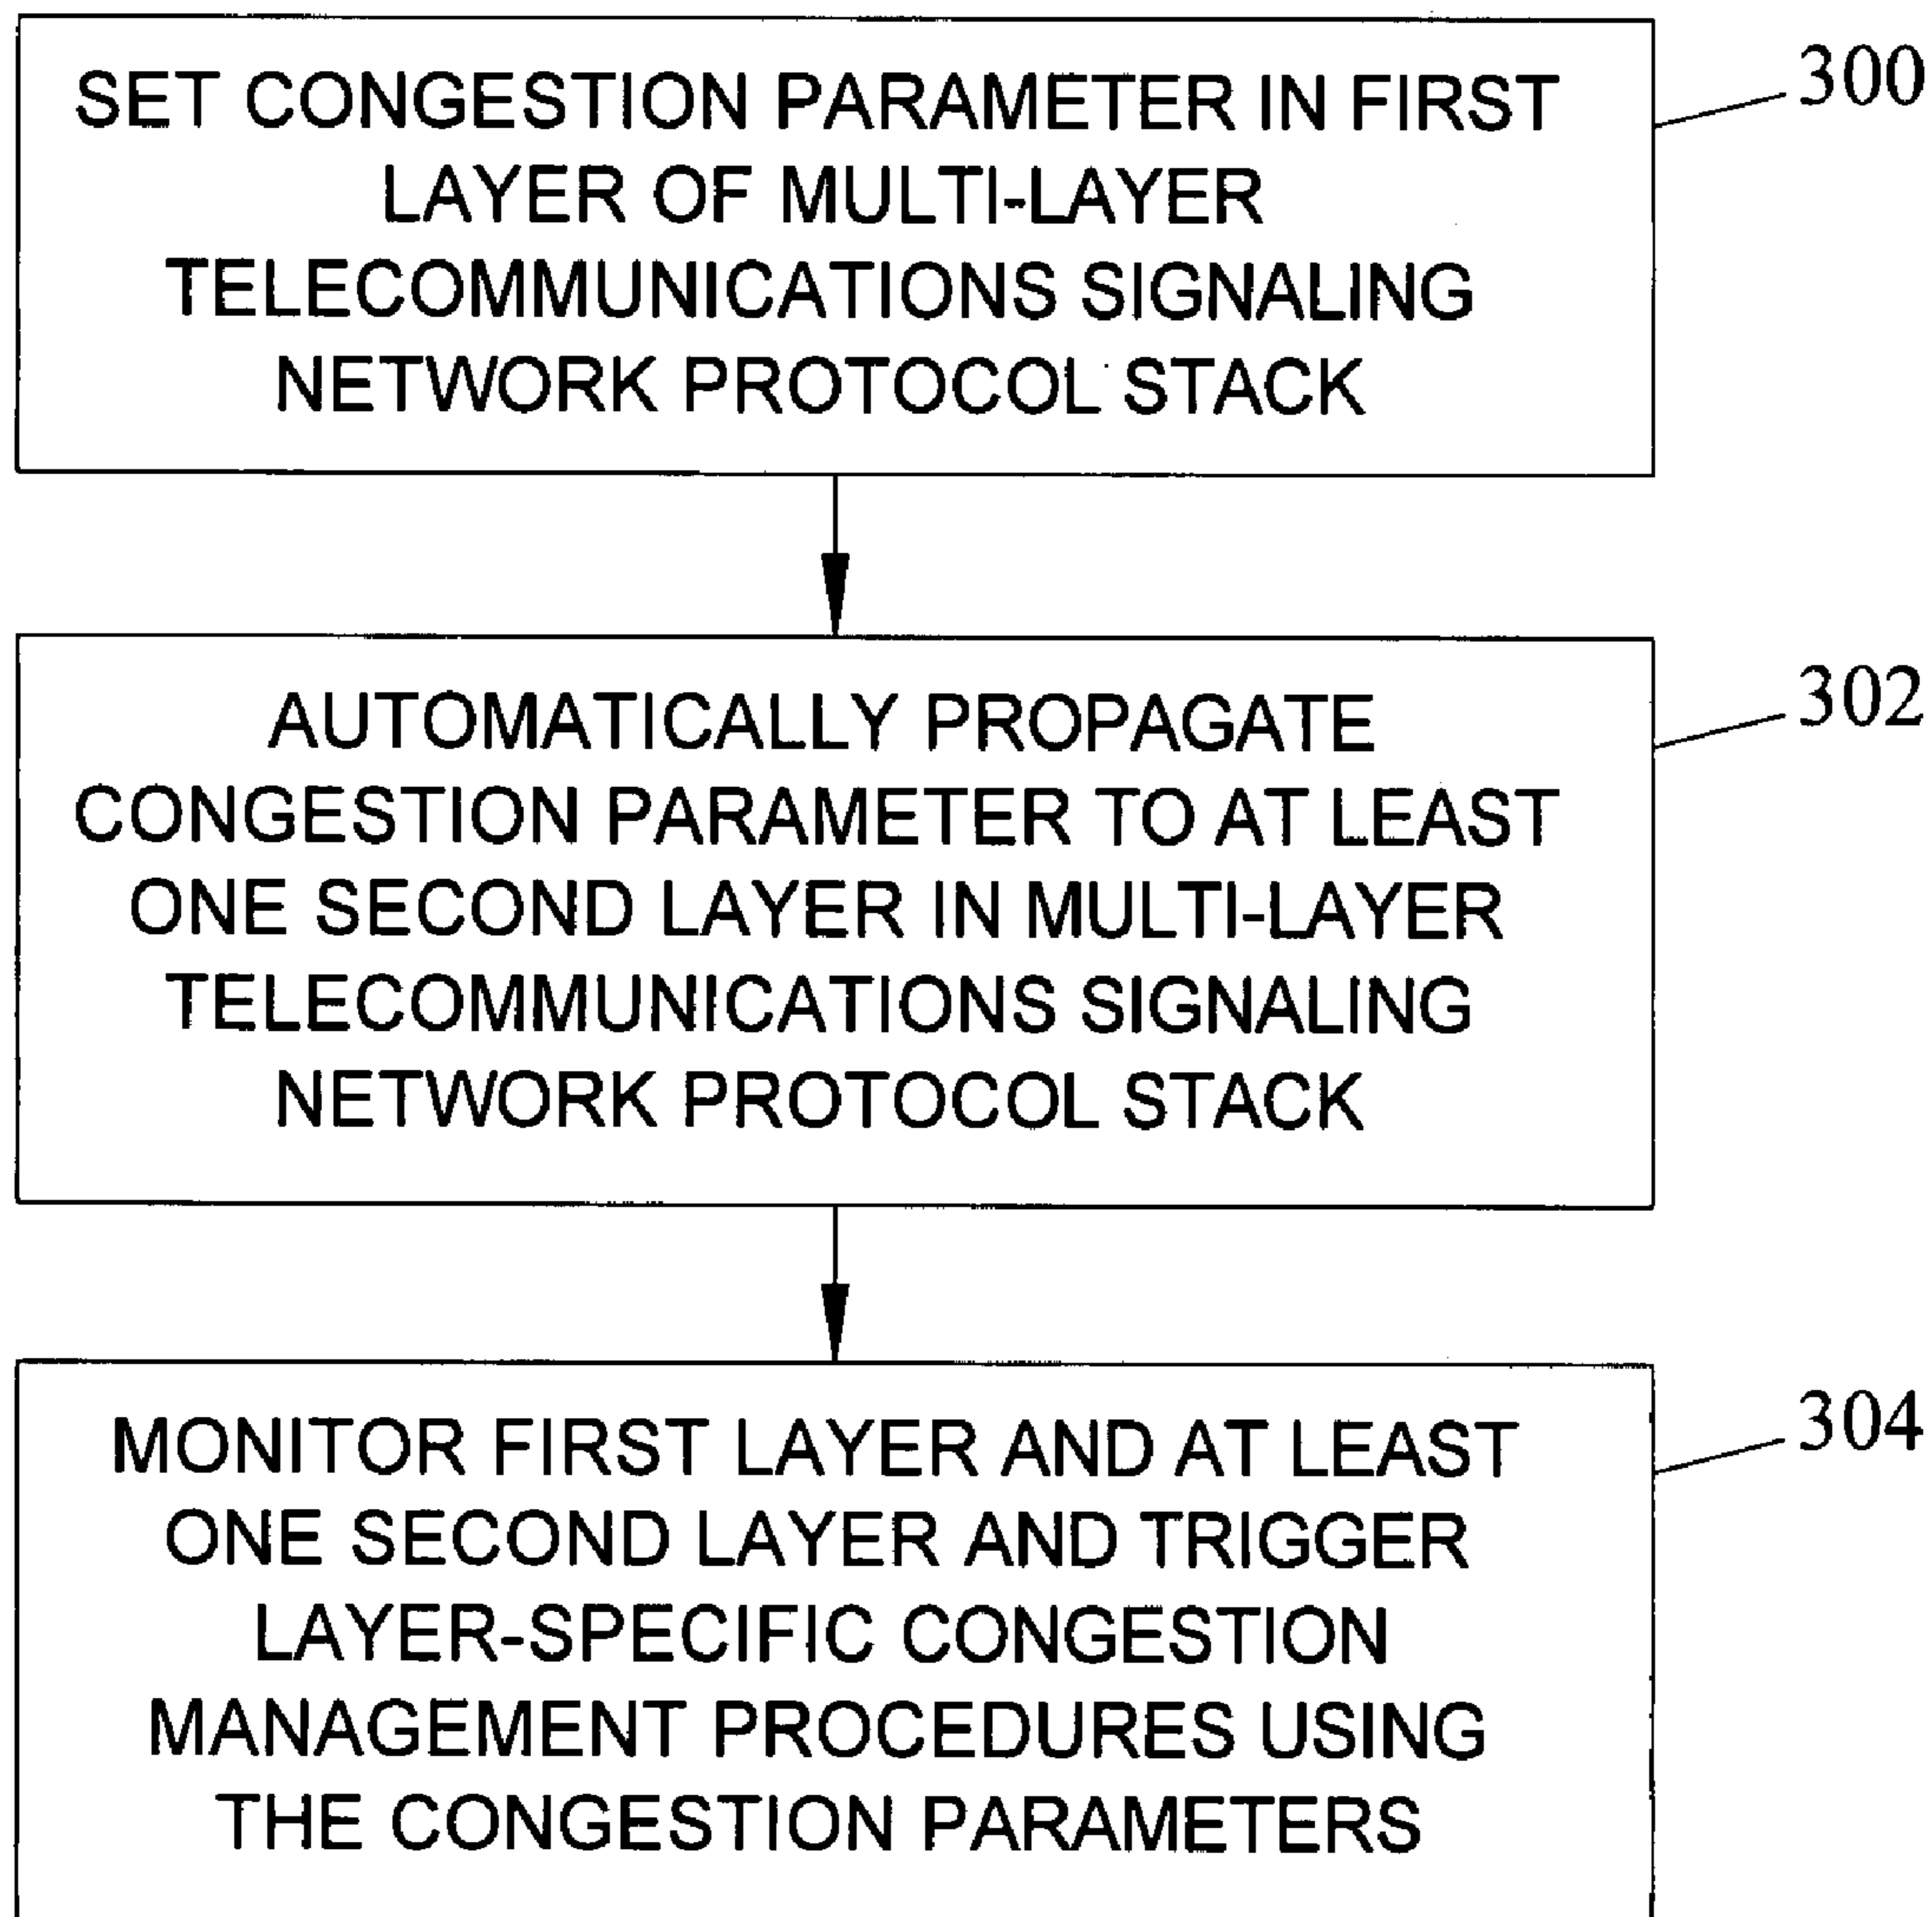 SET CONGESTION PARAMETER IN FIRST
LAYER OF MULTI-LAYER
TELECOMMUNICATIONS SIGNALING
NETWORK PROTOCOL STACK
300
AUTOMATICALLY PROPAGATE
CONGESTION PARAMETER TO AT LEAST
ONE SECOND LAYER IN MULTI-LAYER
TELECOMMUNICATIONS SIGNALING
NETWORK PROTOCOL STACK
302
MONITOR FIRST LAYER AND AT LEAST
ONE SECOND LAYER AND TRIGGER
LAYER-SPECIFIC CONGESTION
MANAGEMENT PROCEDURES USING
THE CONGESTION PARAMETERS
304